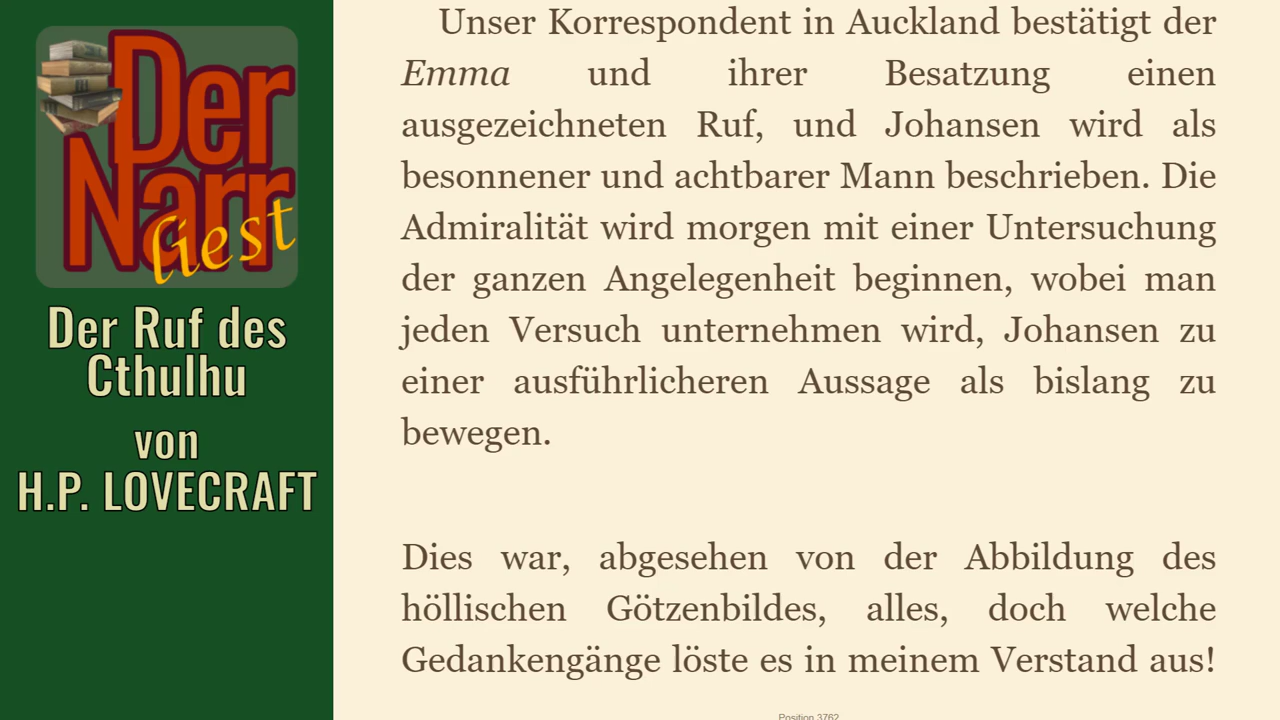 Der
Narr
liest
Der Ruf des
Cthulhu
von
H.P. LOVECRAFT
Unser Korrespondent in Auckland bestätigt der
Emma und ihrer Besatzung einen
ausgezeichneten Ruf, und Johansen wird als
besonnener und achtbarer Mann beschrieben. Die
Admiralität wird morgen mit einer Untersuchung
der ganzen Angelegenheit beginnen, wobei man
jeden Versuch unternehmen wird, Johansen zu
einer ausführlicheren Aussage als bislang zu
bewegen.
Dies war, abgesehen von der Abbildung des
höllischen Götzenbildes, alles, doch welche
Gedankengänge löste es in meinem Verstand aus!
Position 3762